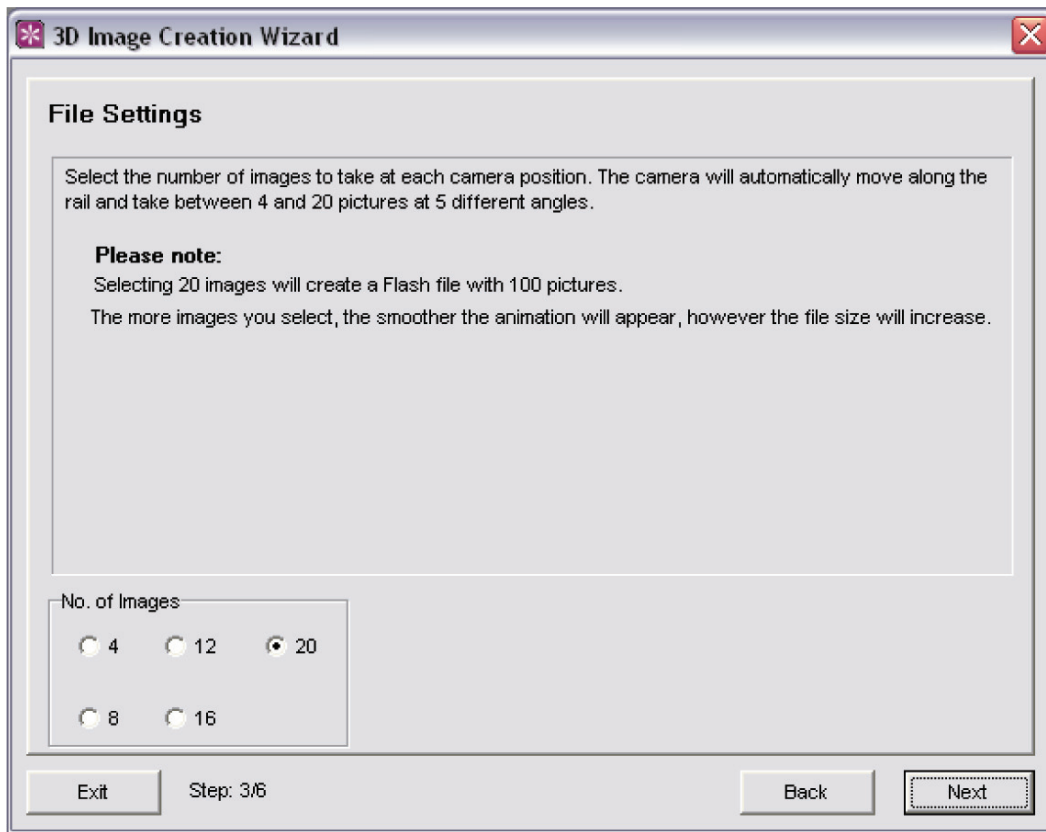 3D Image Creation Wizard
File Settings
Select the number of images to take at each camera position. The camera will automatically move along the
rail and take between 4 and 20 pictures at 5 different angles.
Please note:
Selecting 20 images will create a Flash file with 100 pictures.
The more images you select, the smoother the animation will appear, however the file size will increase.
No. of Images
4 12 20
8 16
Exit Step: 3/6 Back Next